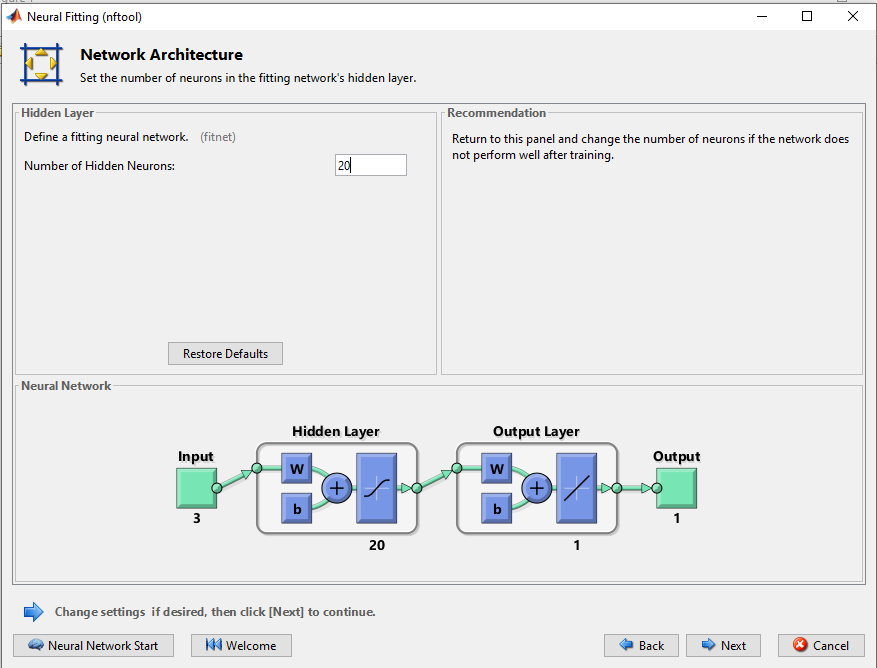 Neural Fitting (nftool)
Network Architecture
Set the number of neurons in the fitting network's hidden layer.
Hidden Layer
Define a fitting neural network. (fitnet)
Number of Hidden Neurons: 20
Restore Defaults
Recommendation
Return to this panel and change the number of neurons if the network does
not perform well after training.
Neural Network
Hidden Layer
Output Layer
Input
Output
W
b
W
b
3
20
1
1
Change settings if desired, then click [Next] to continue.
Neural Network Start
Welcome
Back
Next
Cancel